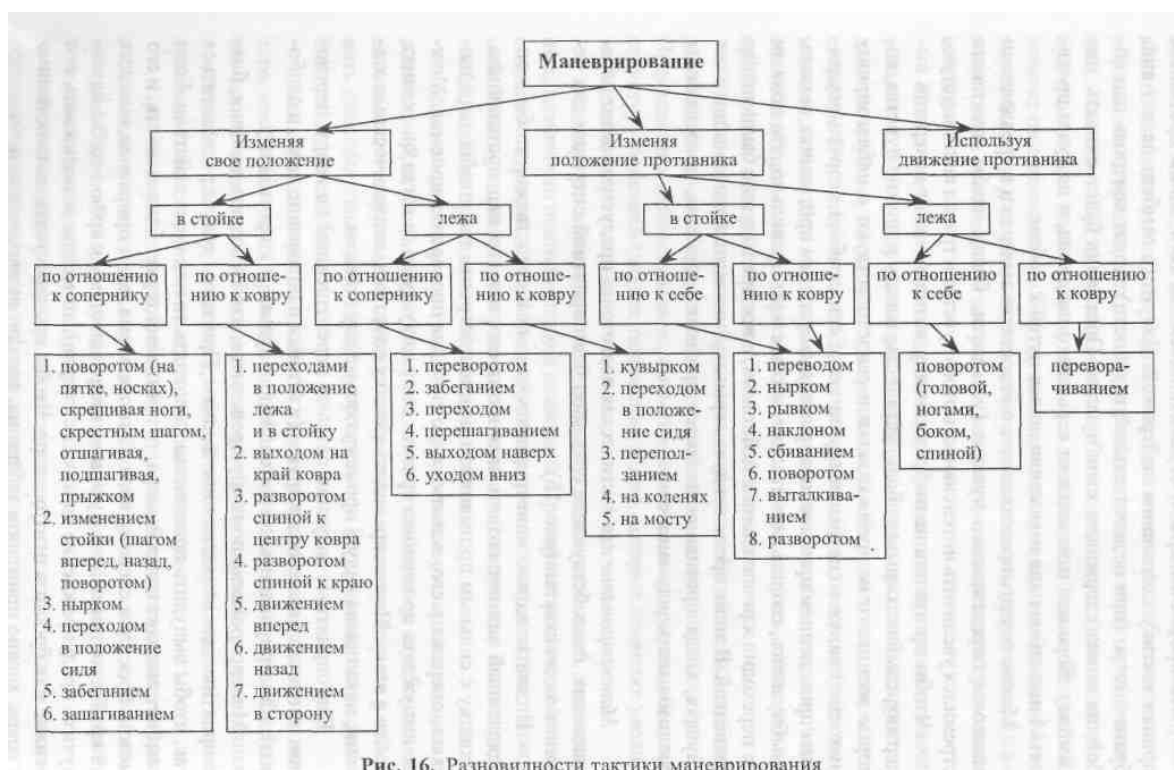 Маневрирование
Изменяя
свое положение
Изменяя
положение противника
Используя
движение противника
в стойке
лежа
в стойке
лежа
по отношению
к сопернику
по отноше-
нию к ковру
по отношению
к сопернику
по отноше-
нию к ковру
по отноше-
нию к себе
по отноше-
нию к ковру
по отношению
к себе
по отношению
к ковру
1. поворотом (на
пятке, носках),
скрещивая ноги,
скрестным шагом,
отшагивая,
подшагивая,
прыжком
2. изменением
стойки (шагом
вперед, назад,
поворотом)
3. нырком
4. переходом
в положение
сидя
5. забеганием
6. зашагиванием
1. переходами
в положение
лежа
и в стойку
2. выходом на
край ковра
3. разворотом
спиной к
центру ковра
4. разворотом
спиной к краю
5. движением
вперед
6. движением
назад
7. движением
в сторону
1. переворотом
2. забеганием
3. переходом
4. перешагиванием
5. выходом наверх
6. уходом вниз
1. кувырком
2. переходом
в положе-
ние сидя
3. перепол-
занием
4. на коленях
5. на мосту
1. переводом
2. нырком
3. рывком
4. наклоном
5. сбиванием
6. поворотом
7. выталкива-
нием
8. разворотом
поворотом
(головой,
ногами,
боком,
спиной)
перевора-
чиванием
Рис. 16. Разновидности тактики маневрирования